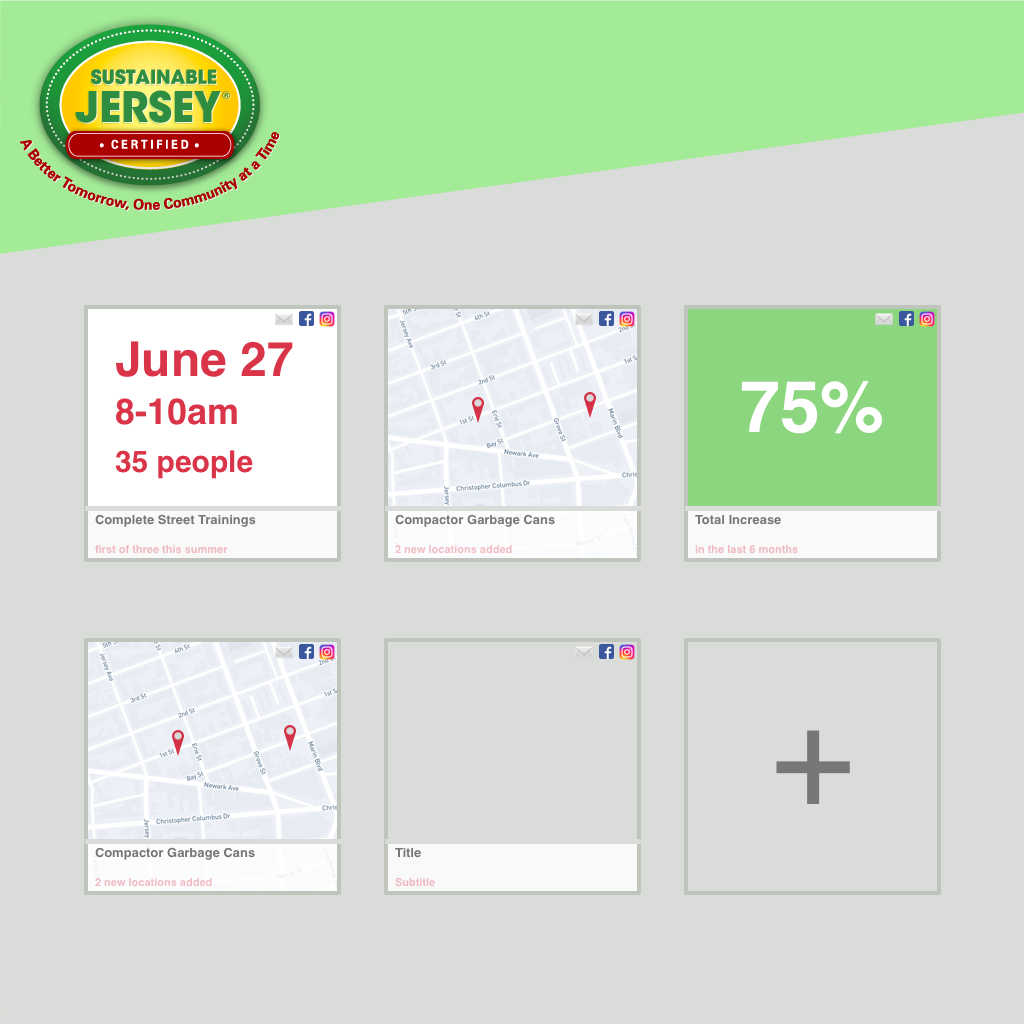 SUSTAINABLE
JERSEY®
• CERTIFIED •
A Better Tomorrow, One Community at a Time
June 27
8-10am
35 people
Complete Street Trainings
first of three this summer
4th St
Jersey Ave
3rd St
2nd St
1st S
1st St
Erie St
Grove St
Marin Blvd
Bay St
Newark Ave
Christopher Columbus Dr
Chris
Jersey
Compactor Garbage Cans
2 new locations added
75%
Total Increase
in the last 6 months
4th St
Jersey Ave
3rd St
2nd St
1st S
1st St
Erie St
Grove St
Marin Blvd
Bay St
Newark Ave
Christopher Columbus Dr
Chris
Jersey
Compactor Garbage Cans
2 new locations added
Title
Subtitle